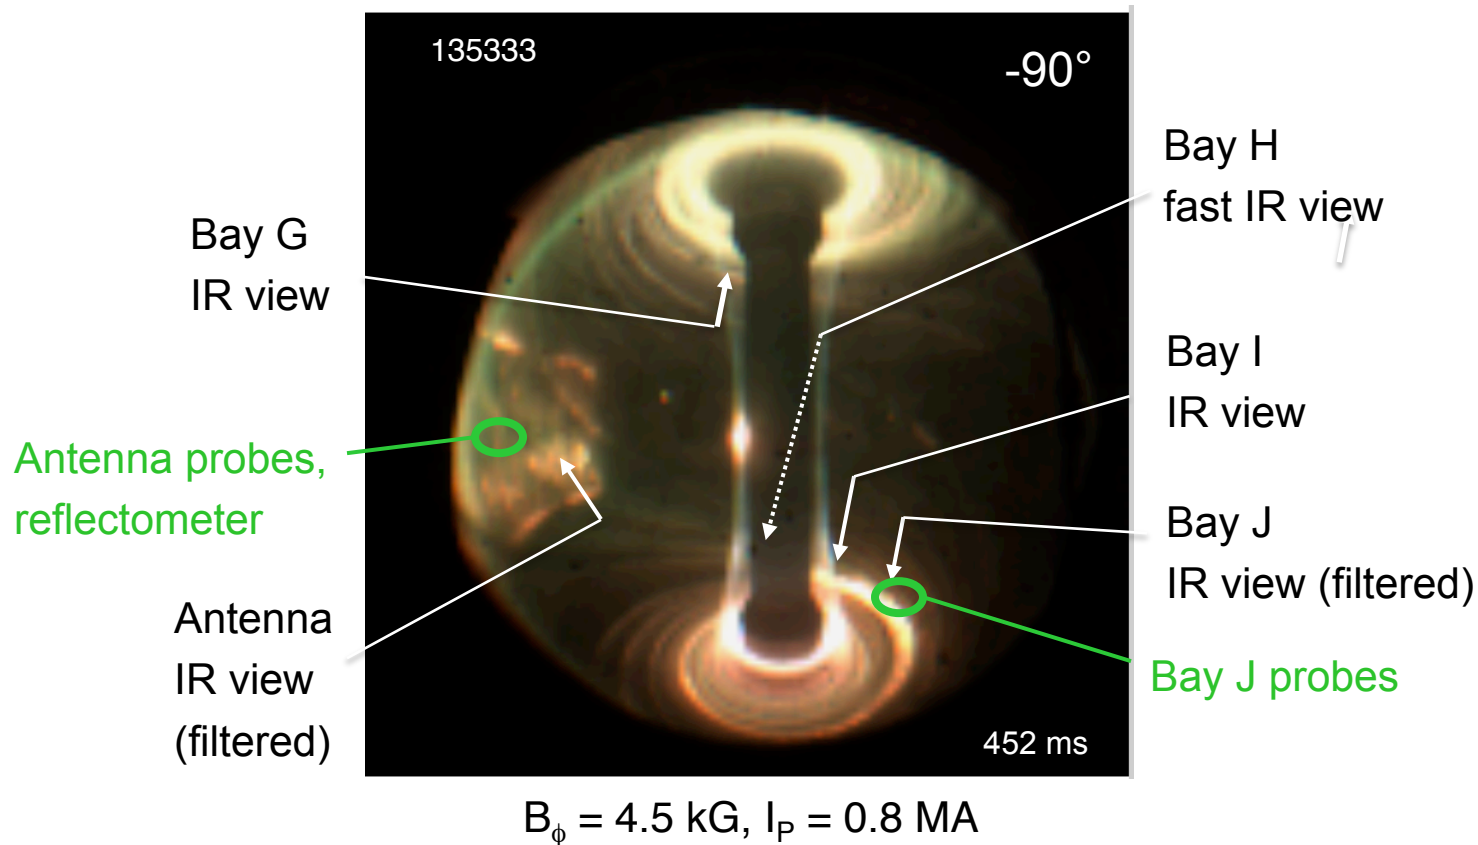 135333
-90°
Bay H
fast IR view
Bay G
IR view
Bay I
IR view
Antenna probes,
reflectometer
Bay J
IR view (filtered)
Antenna
IR view
(filtered)
Bay J probes
452 ms
Bϕ = 4.5 kG, IP = 0.8 MA